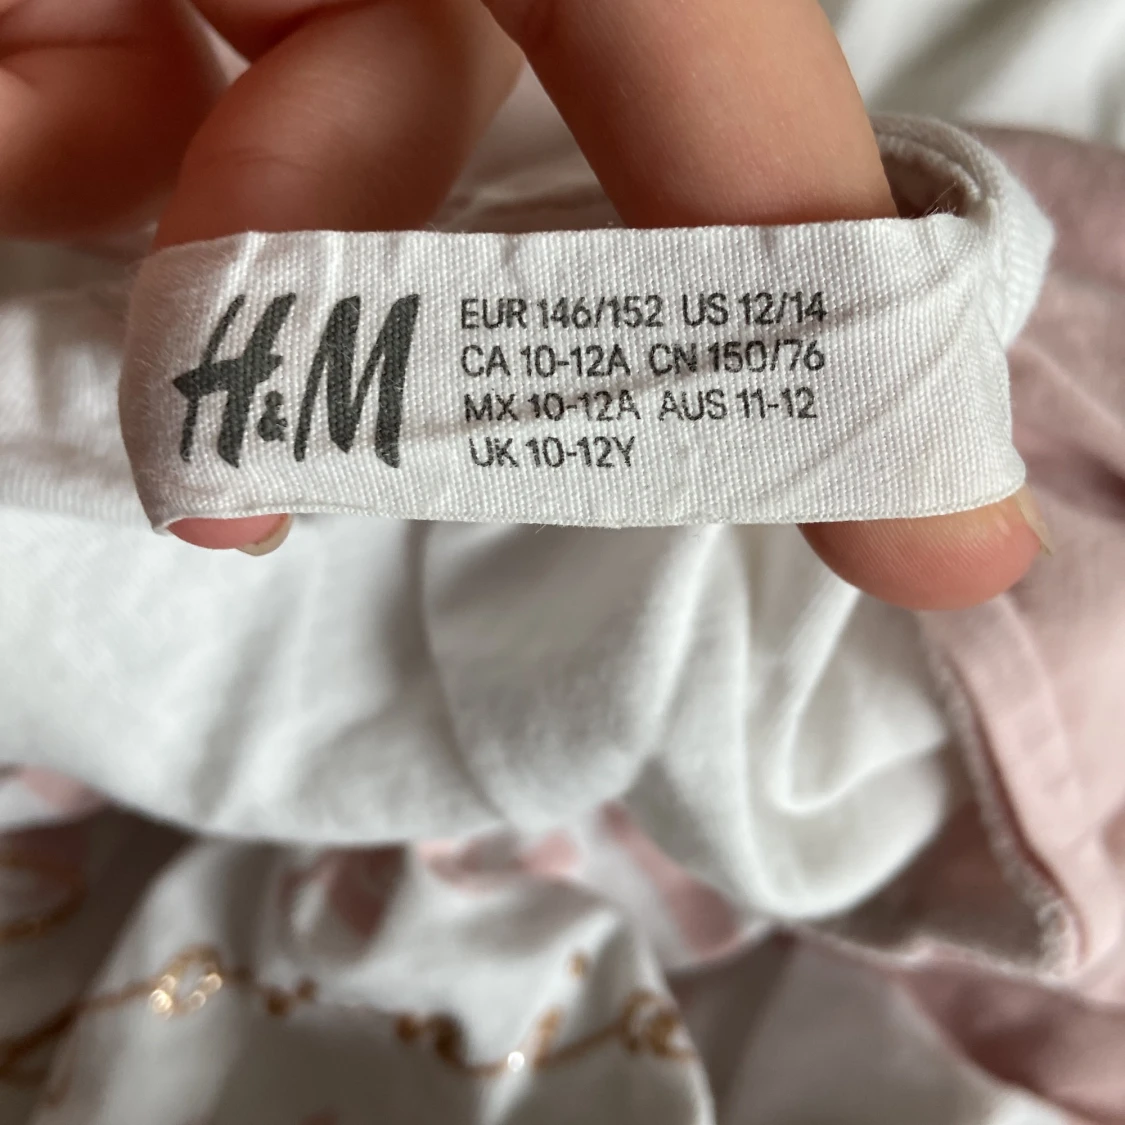 H&M
EUR 146/152 US 12/14
CA 10-12A CN 150/76
MX 10-12A AUS 11-12
UK 10-12Y